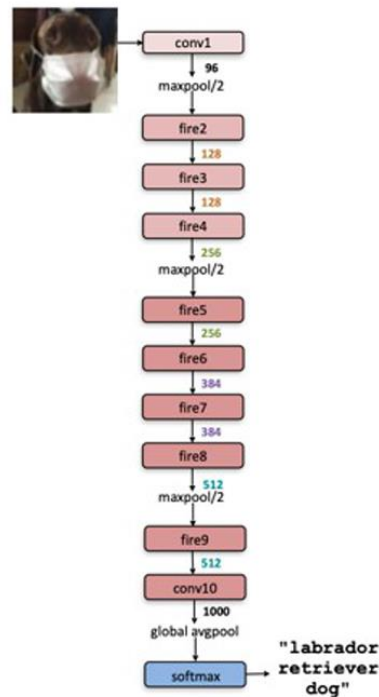 conv1
96
maxpool/2
fire2
128
fire3
128
fire4
256
maxpool/2
fire5
256
fire6
384
fire7
384
fire8
512
maxpool/2
fire9
512
conv10
1000
global avgpool
softmax
"labrador
retriever
dog"